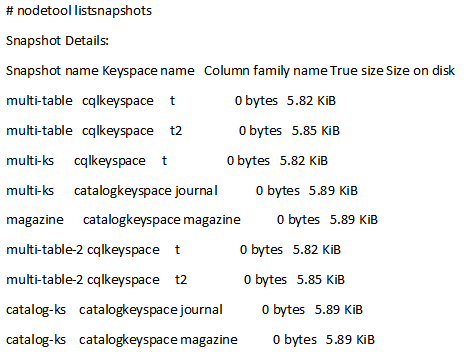 # nodetool listsnapshots
Snapshot Details:
Snapshot name Keyspace name Column family name True size Size on disk
multi-table cqlkeyspace t 0 bytes 5.82 KiB
multi-table cqlkeyspace t2 0 bytes 5.85 KiB
multi-ks cqlkeyspace t 0 bytes 5.82 KiB
multi-ks catalogkeyspace journal 0 bytes 5.89 KiB
magazine catalogkeyspace magazine 0 bytes 5.89 KiB
multi-table-2 cqlkeyspace t 0 bytes 5.82 KiB
multi-table-2 cqlkeyspace t2 0 bytes 5.85 KiB
catalog-ks catalogkeyspace journal 0 bytes 5.89 KiB
catalog-ks catalogkeyspace magazine 0 bytes 5.89 KiB